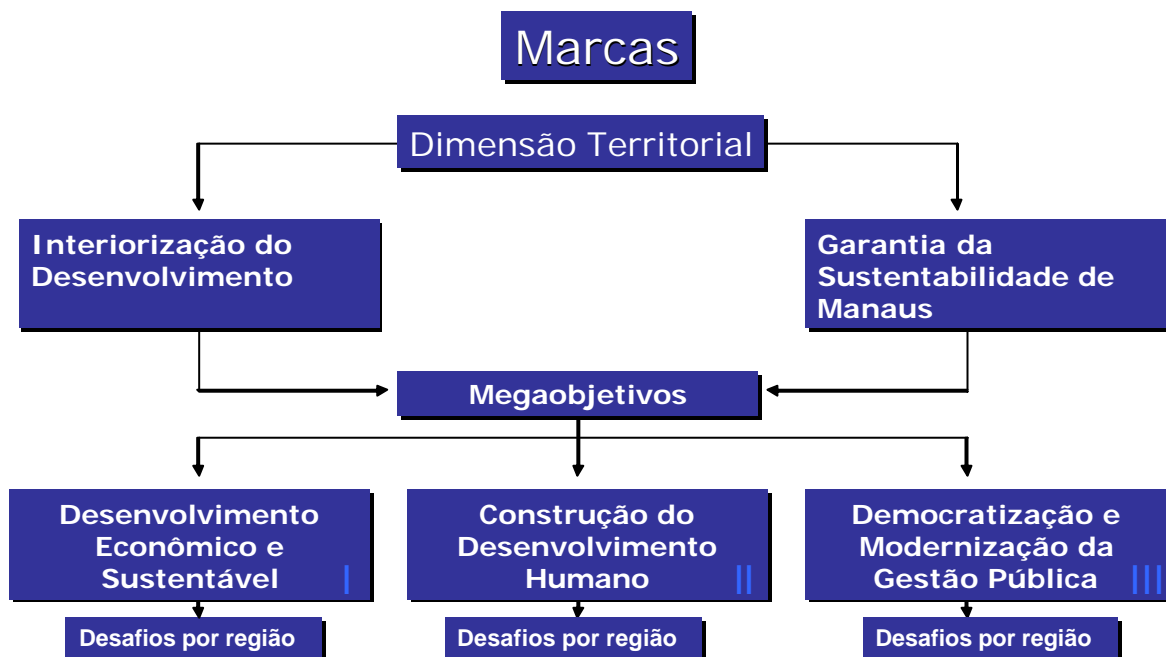 Marcas
Dimensão Territorial
Interiorização do
Desenvolvimento
Garantia da
Sustentabilidade de
Manaus
Megaobjetivos
Desenvolvimento
Econômico e
Sustentável I
Construção do
Desenvolvimento
Humano II
Democratização e
Modernização da
Gestão Pública III
Desafios por região
Desafios por região
Desafios por região